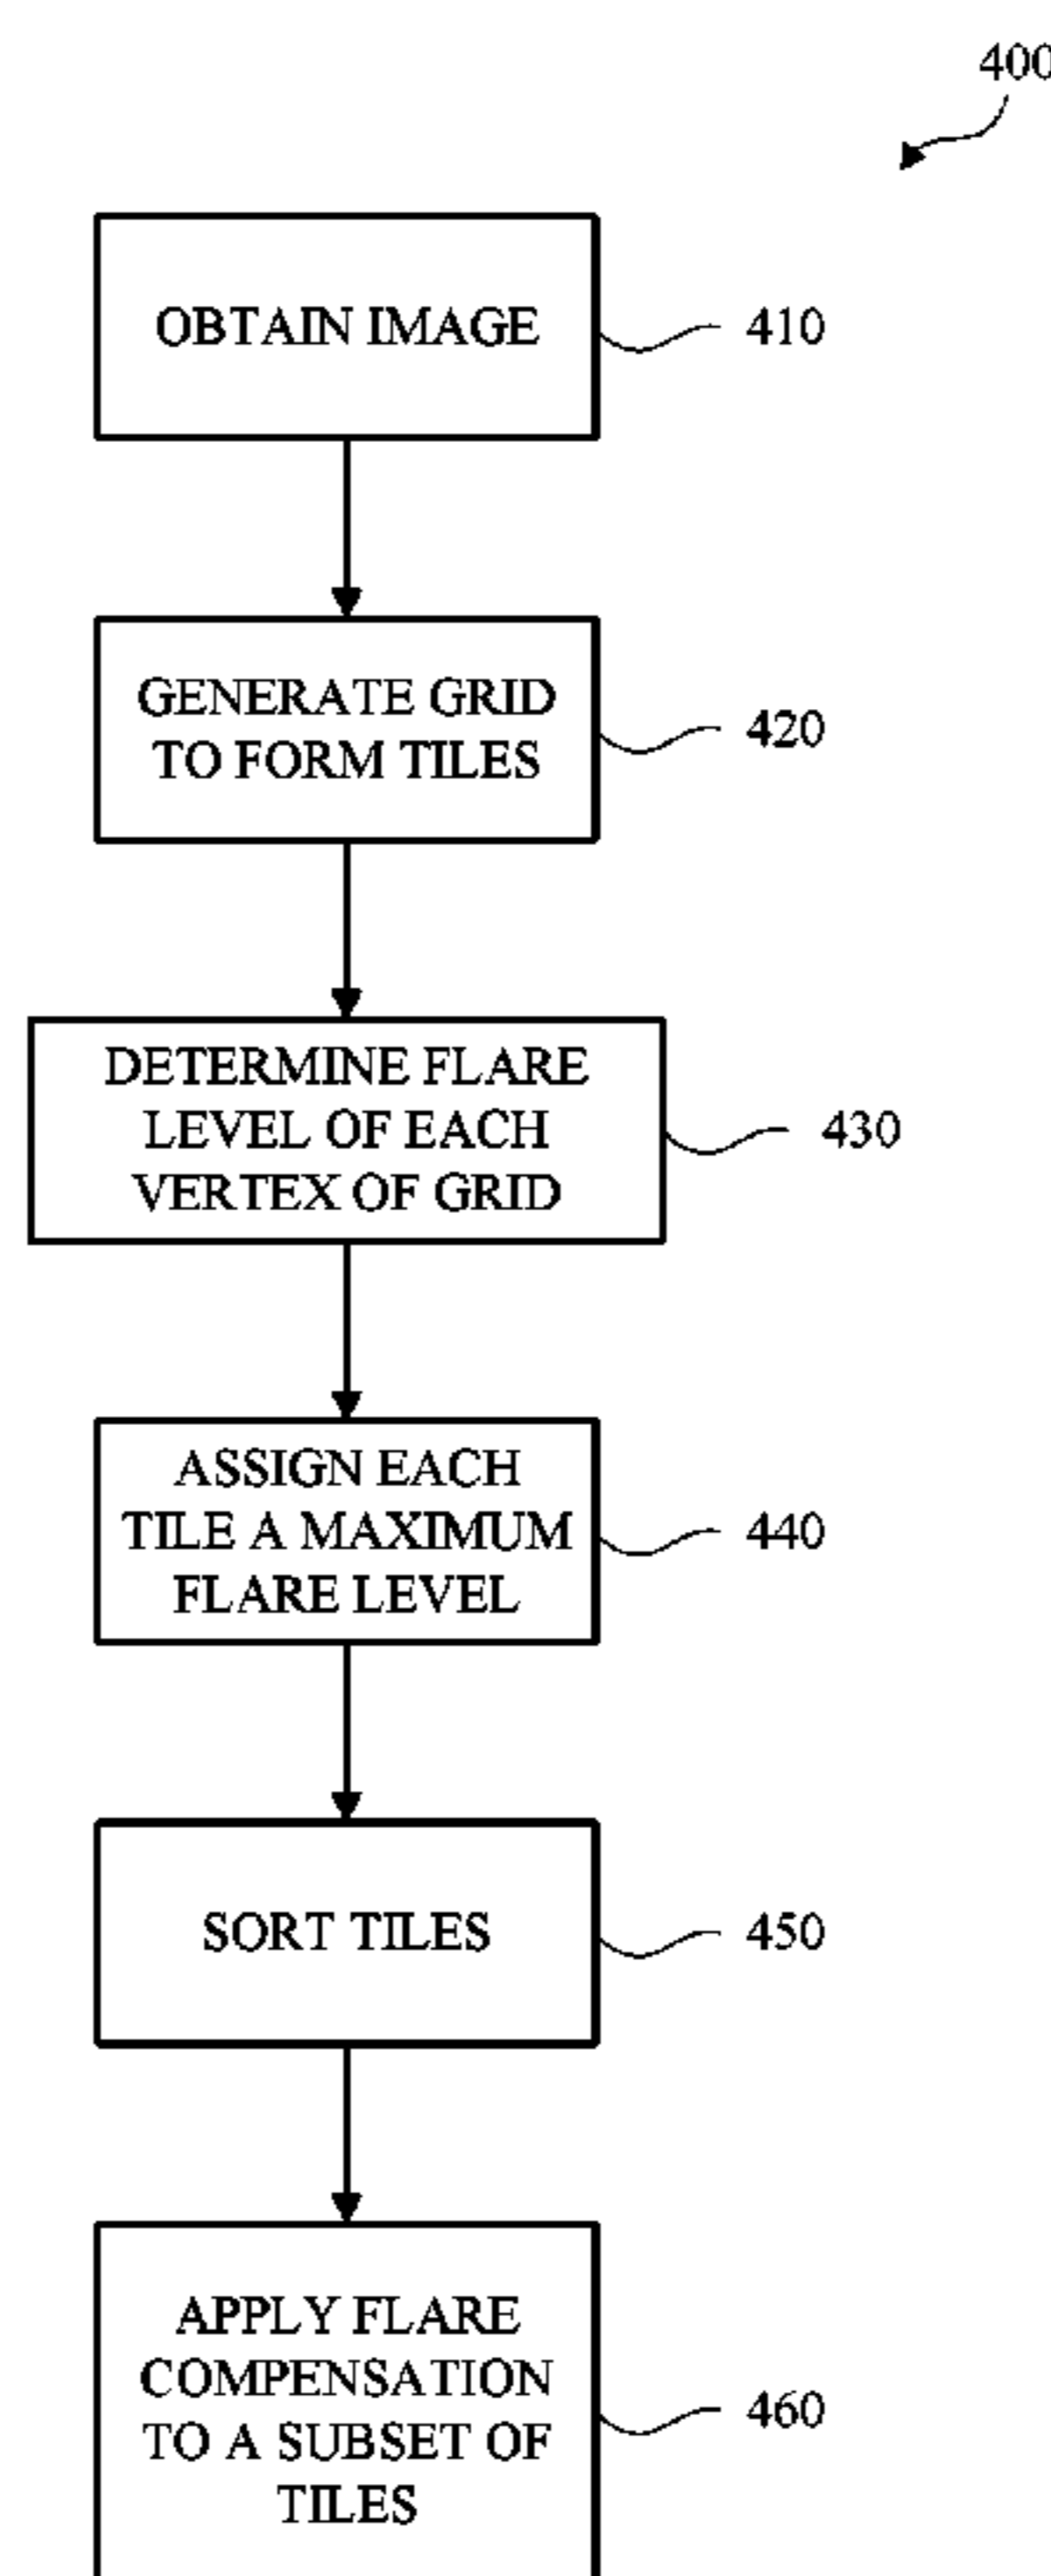 400
OBTAIN IMAGE
410
GENERATE GRID
TO FORM TILES
420
DETERMINE FLARE
LEVEL OF EACH
VERTEX OF GRID
430
ASSIGN EACH
TILE A MAXIMUM
FLARE LEVEL
440
SORT TILES
450
APPLY FLARE
COMPENSATION
TO A SUBSET OF
TILES
460